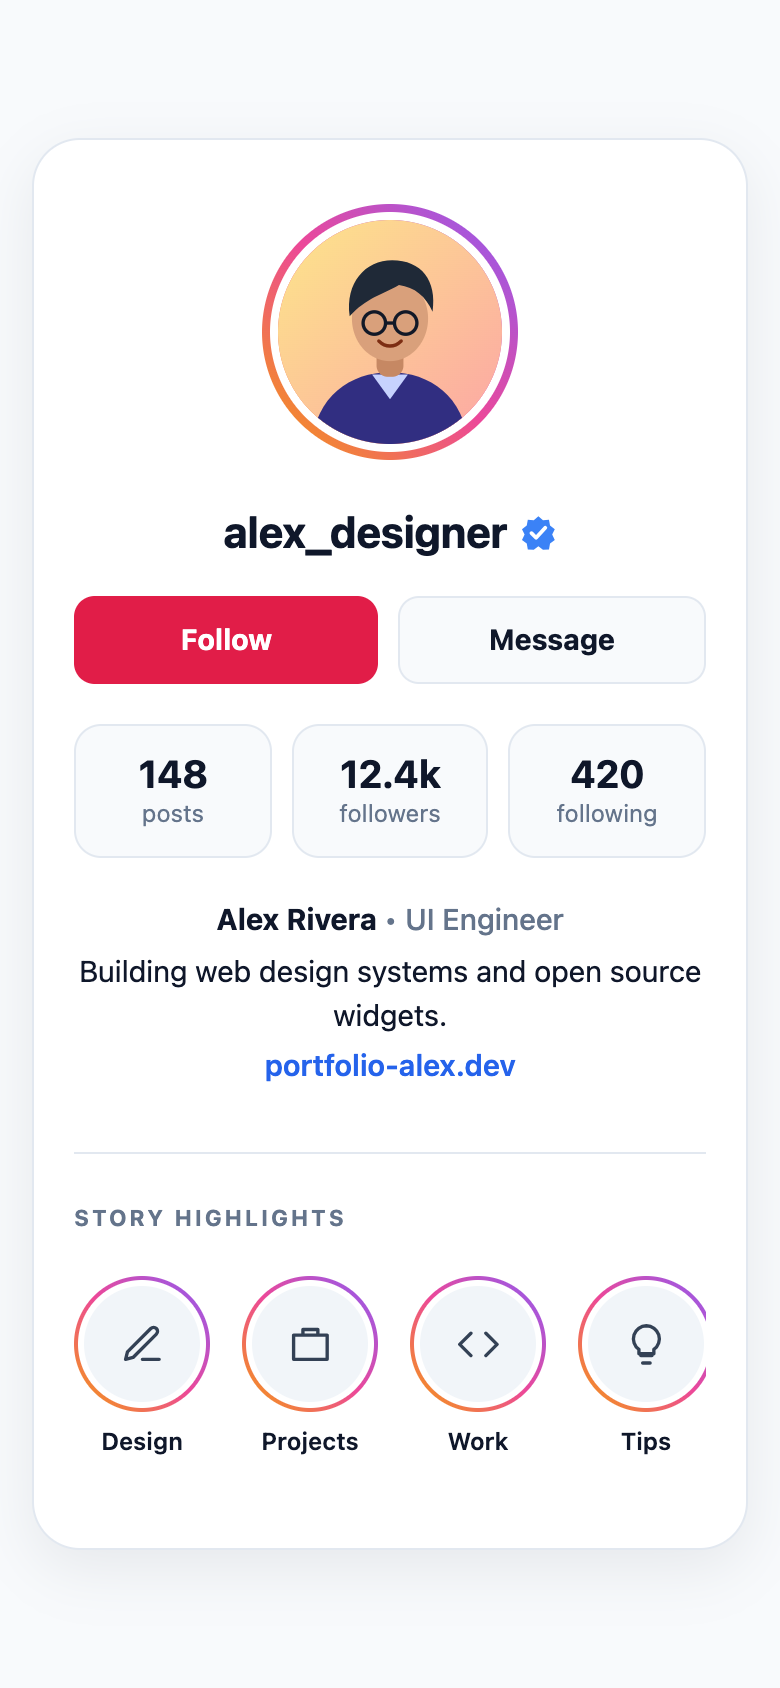 alex_designer
Follow
Message
148
posts
12.4k
followers
420
following
Alex Rivera • UI Engineer
Building web design systems and open source
widgets.
portfolio-alex.dev
STORY HIGHLIGHTS
Design
Projects
Work
Tips